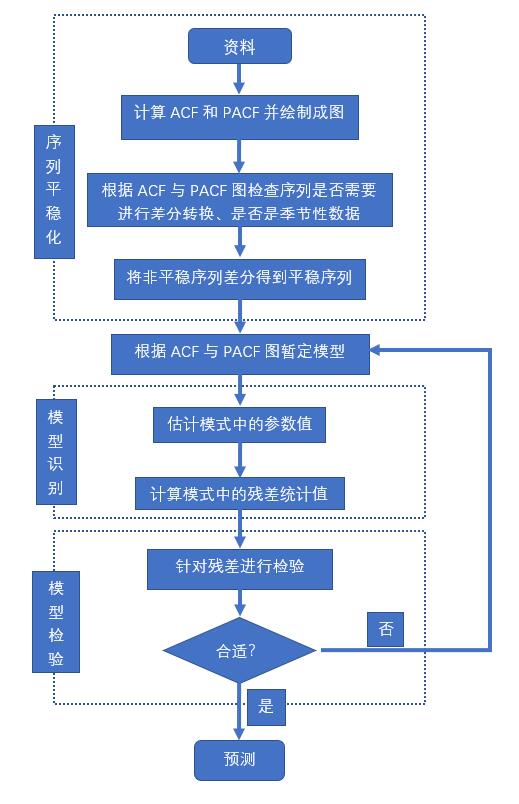 资料
计算 ACF 和 PACF 并绘制成图
序
列
平
稳
化
根据 ACF 与 PACF 图检查序列是否需要
进行差分转换、是否是季节性数据
将非平稳序列差分得到平稳序列
根据 ACF 与 PACF 图暂定模型
模
型
识
别
估计模式中的参数值
计算模式中的残差统计值
针对残差进行检验
模
型
检
验
合适？
否
是
预测